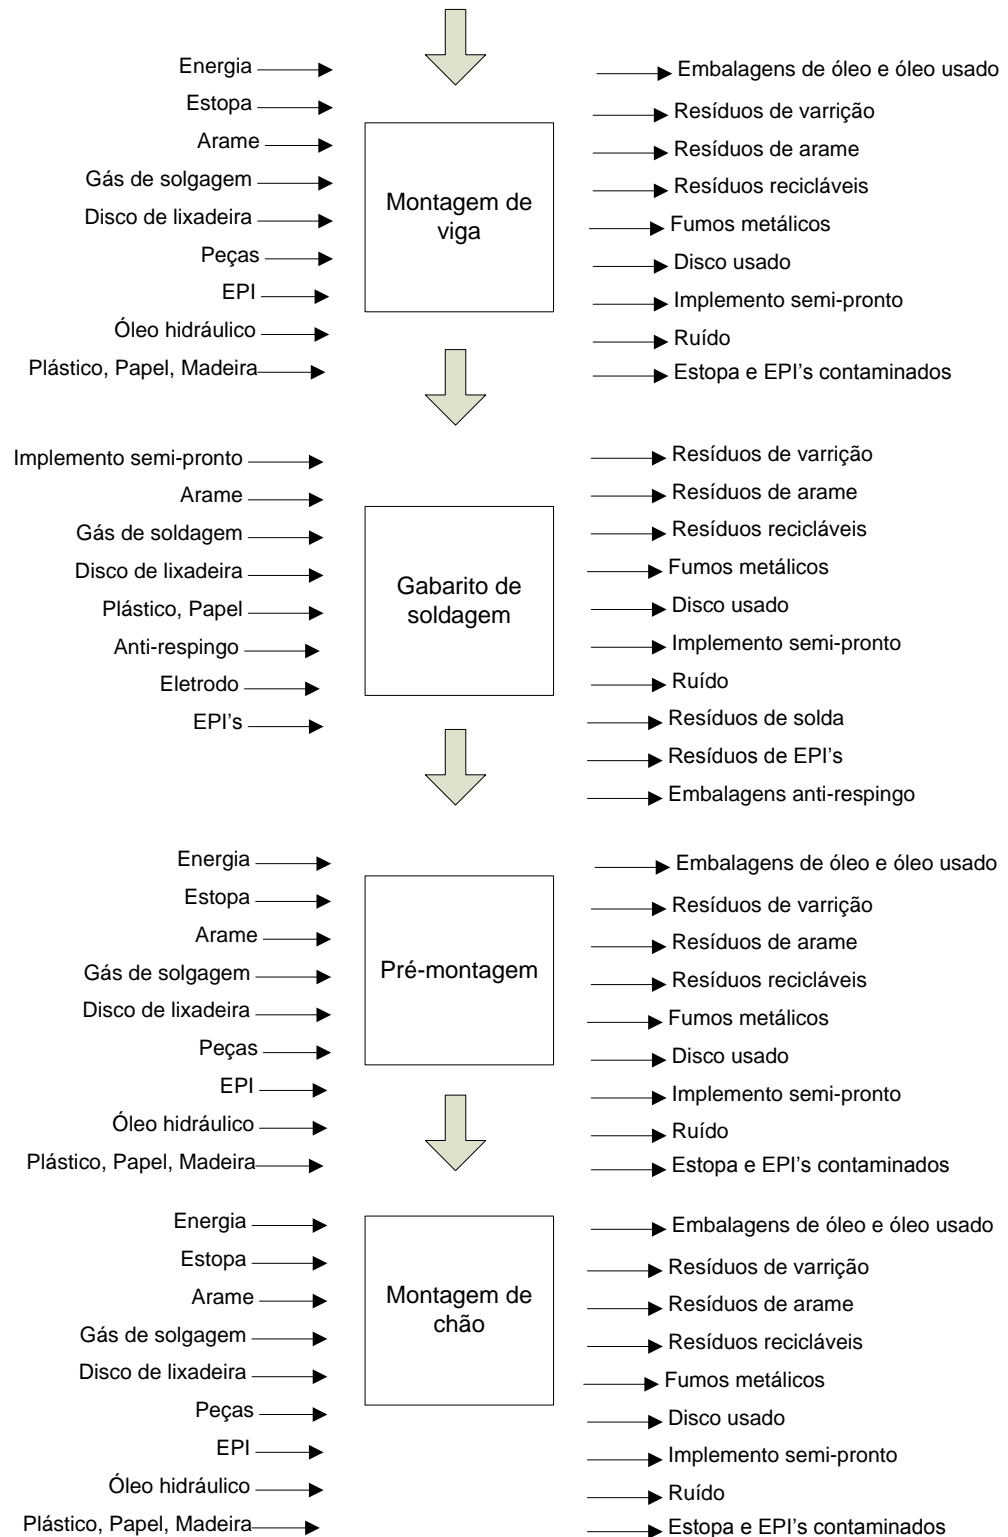 Energia
Estopa
Arame
Gás de solgagem
Disco de lixadeira
Peças
EPI
Óleo hidráulico
Plástico, Papel, Madeira
Montagem de
viga
Embalagens de óleo e óleo usado
Resíduos de varrição
Resíduos de arame
Resíduos recicláveis
Fumos metálicos
Disco usado
Implemento semi-pronto
Ruído
Estopa e EPI's contaminados
Implemento semi-pronto
Arame
Gás de soldagem
Disco de lixadeira
Plástico, Papel
Anti-respingo
Eletrodo
EPI's
Gabarito de
soldagem
Resíduos de varrição
Resíduos de arame
Resíduos recicláveis
Fumos metálicos
Disco usado
Implemento semi-pronto
Ruído
Resíduos de solda
Resíduos de EPI's
Embalagens anti-respingo
Energia
Estopa
Arame
Gás de solgagem
Disco de lixadeira
Peças
EPI
Óleo hidráulico
Plástico, Papel, Madeira
Pré-montagem
Embalagens de óleo e óleo usado
Resíduos de varrição
Resíduos de arame
Resíduos recicláveis
Fumos metálicos
Disco usado
Implemento semi-pronto
Ruído
Estopa e EPI's contaminados
Energia
Estopa
Arame
Gás de solgagem
Disco de lixadeira
Peças
EPI
Óleo hidráulico
Plástico, Papel, Madeira
Montagem de
chão
Embalagens de óleo e óleo usado
Resíduos de varrição
Resíduos de arame
Resíduos recicláveis
Fumos metálicos
Disco usado
Implemento semi-pronto
Ruído
Estopa e EPI's contaminados